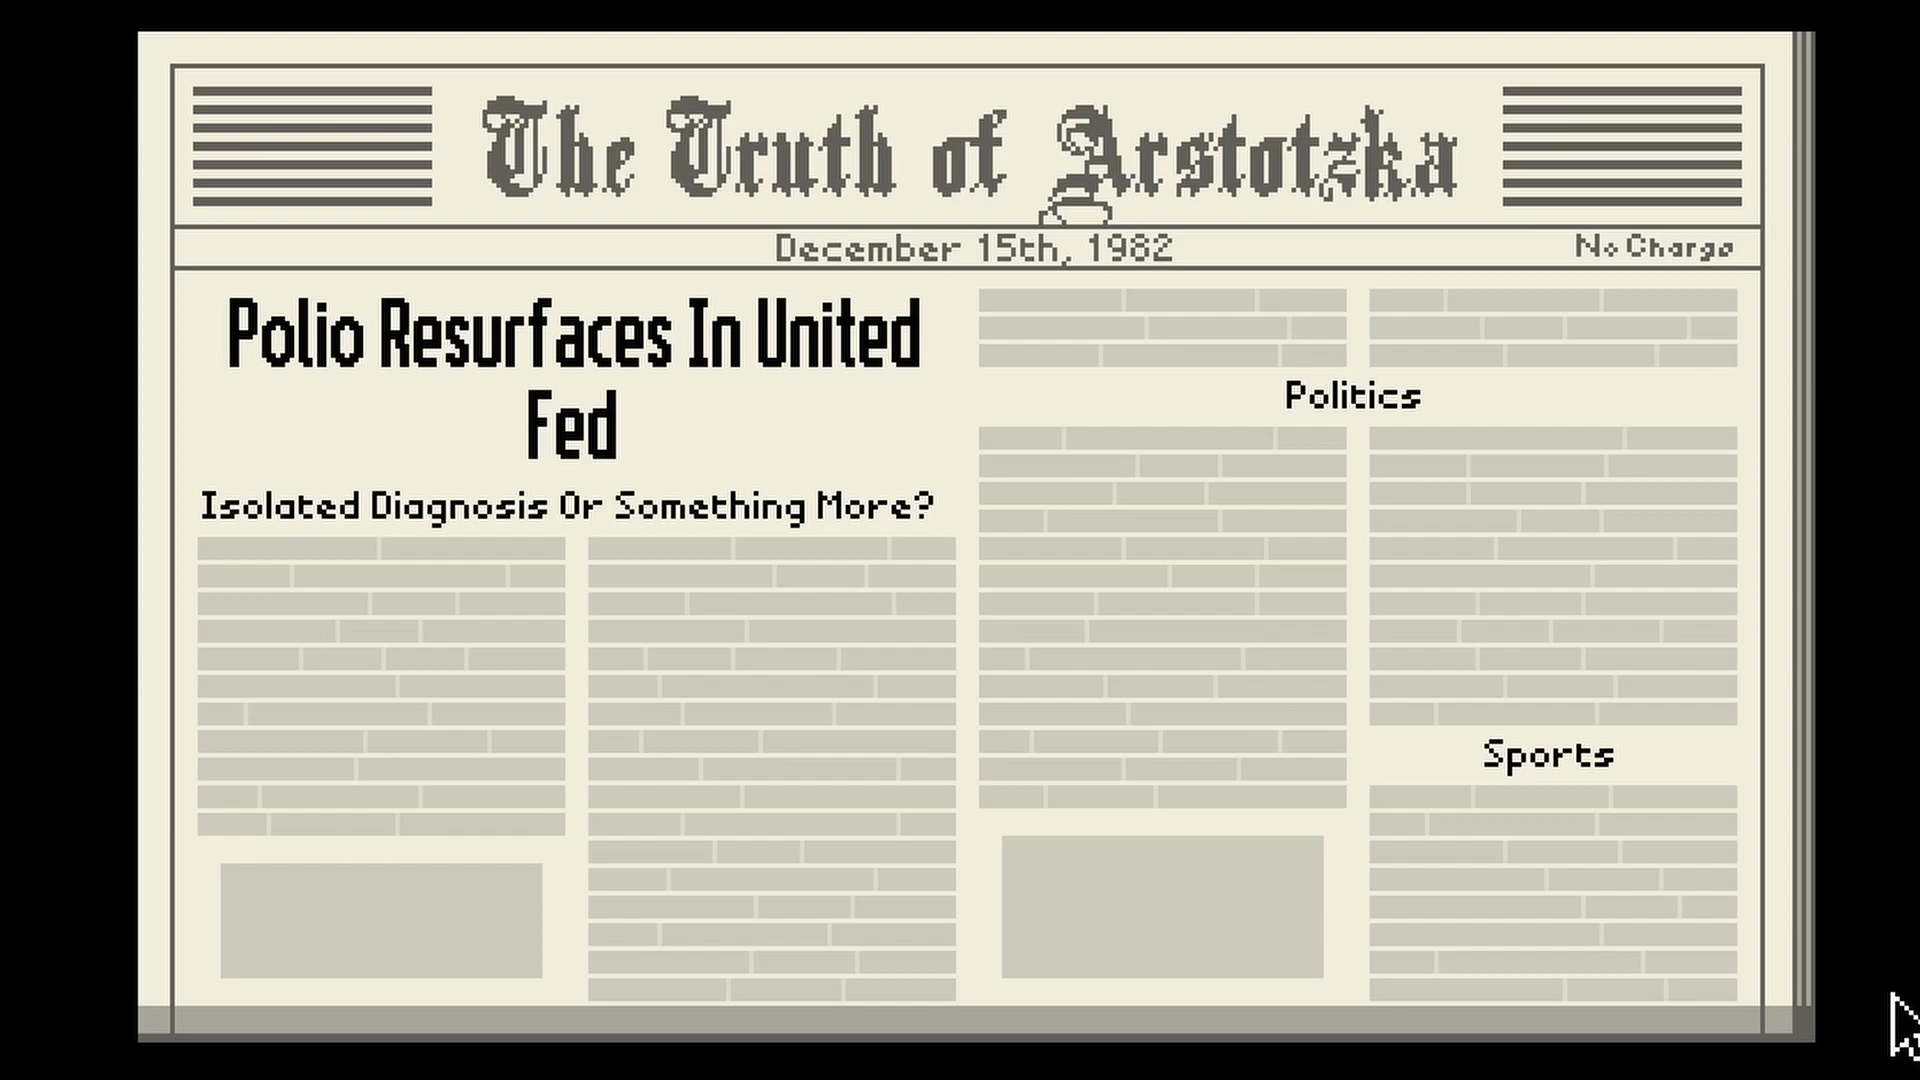 The Truth of Arstotzka
December 15th, 1982
No Charge
Polio Resurfaces In United
Fed
Isolated Diagnosis Or Something More?
Politics
Sports